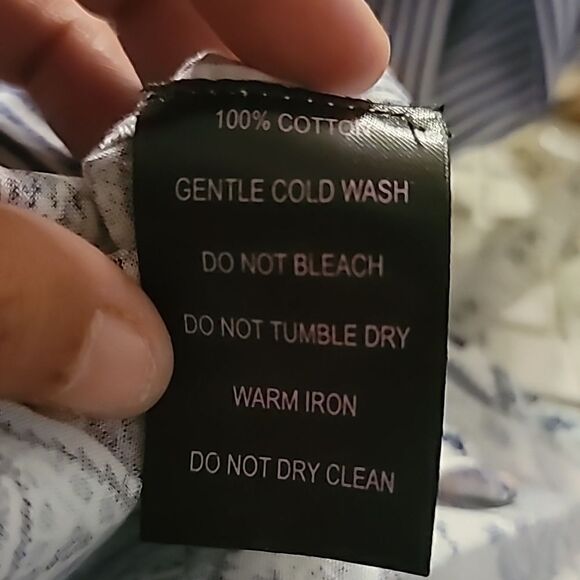 100% COTTON
GENTLE COLD WASH
DO NOT BLEACH
DO NOT TUMBLE DRY
WARM IRON
DO NOT DRY CLEAN